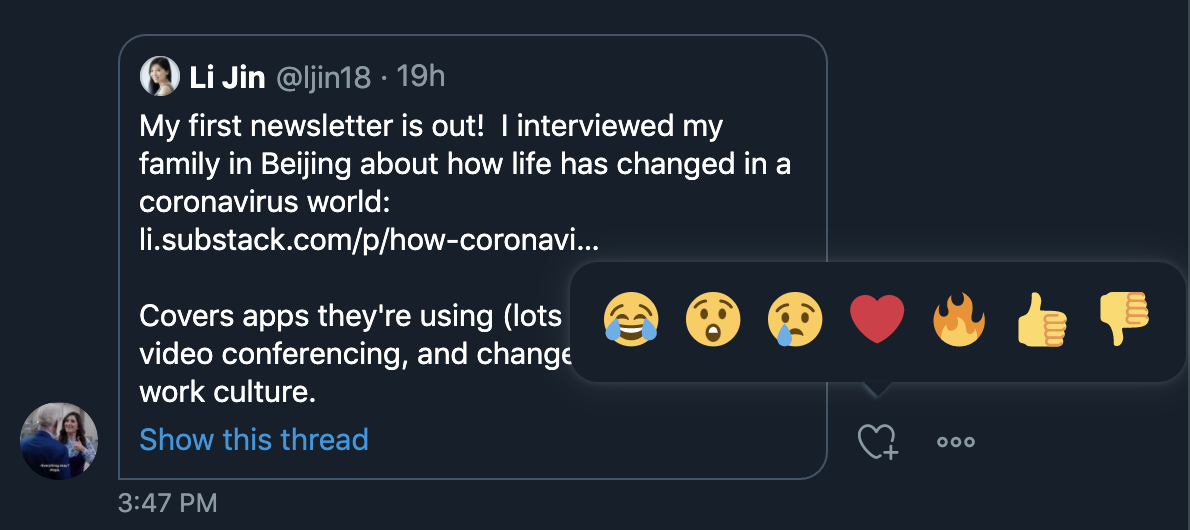 Li Jin @ljin18 · 19h
My first newsletter is out!  I interviewed my
family in Beijing about how life has changed in a
coronavirus world:
li.substack.com/p/how-coronavi...
Covers apps they're using (lots
video conferencing, and change
work culture.
Show this thread
3:47 PM